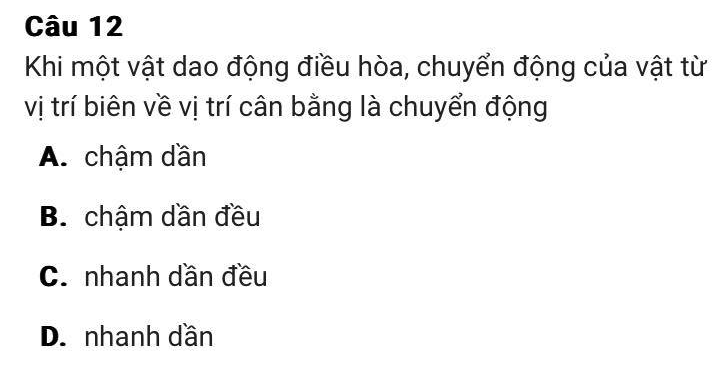 Câu 12
Khi một vật dao động điều hòa, chuyển động của vật từ
vị trí biên về vị trí cân bằng là chuyển động
A. chậm dần
B. chậm dần đều
C. nhanh dần đều
D. nhanh dần